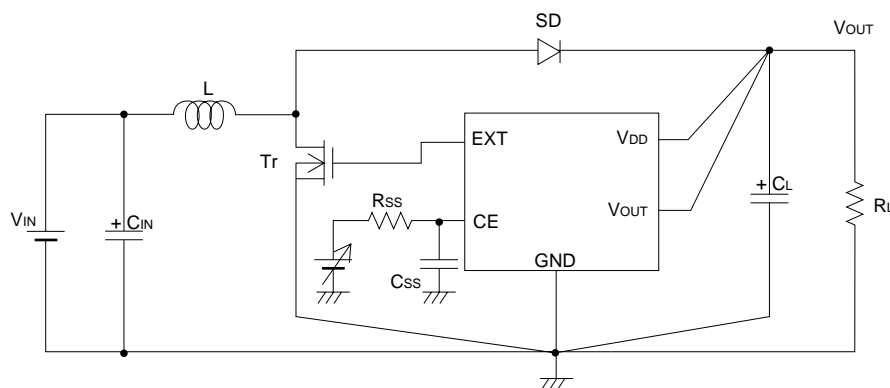 SD
VOUT
L
EXT
VDD
Tr
RSS
VIN
+ CIN
CE
VOUT
+ CL
RL
CSS
GND